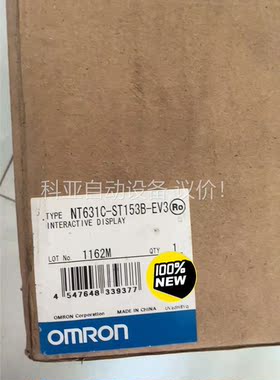 科亚自动设备 议价!
TYPE NT631C-ST153B-EV3 Ro
INTERACTIVE DISPLAY
LOT No. 1162M QTY 1
100%
NEW
4 547648 339377
OMRON Corporation MADE IN CHINA
OMRON